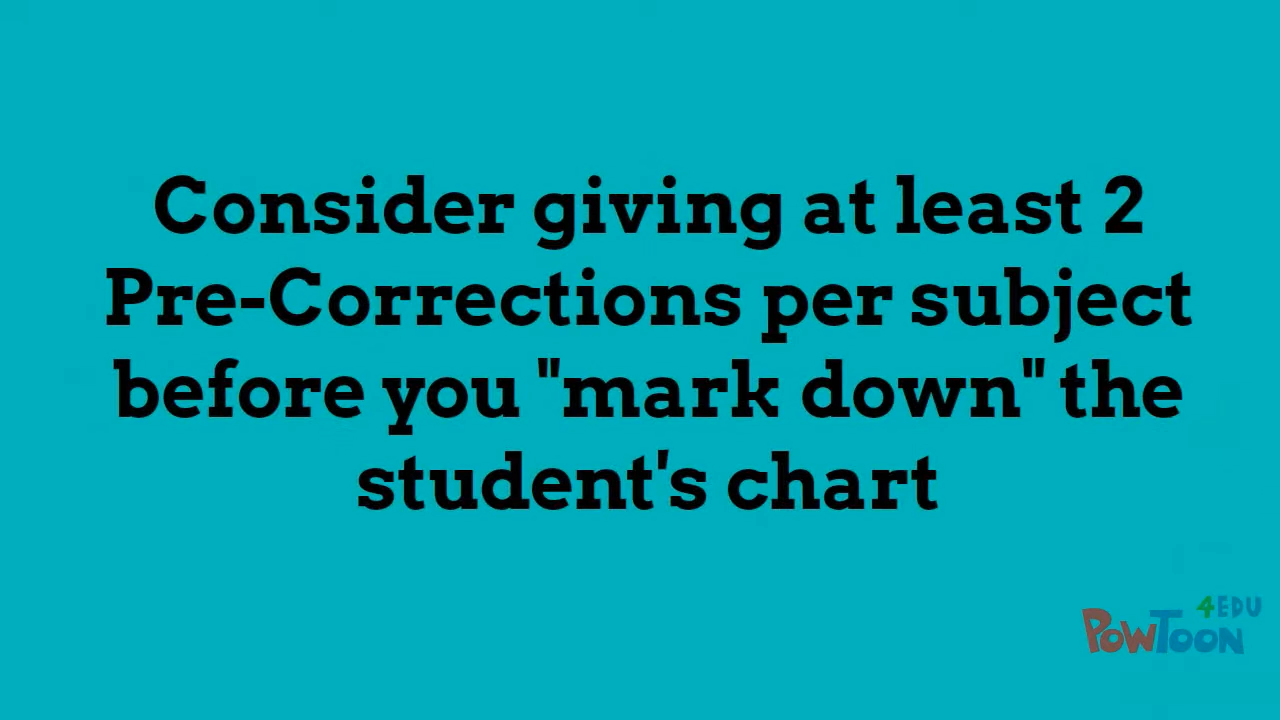 Consider giving at least 2
Pre-Corrections per subject
before you "mark down" the
student's chart
4EDU
PowToon